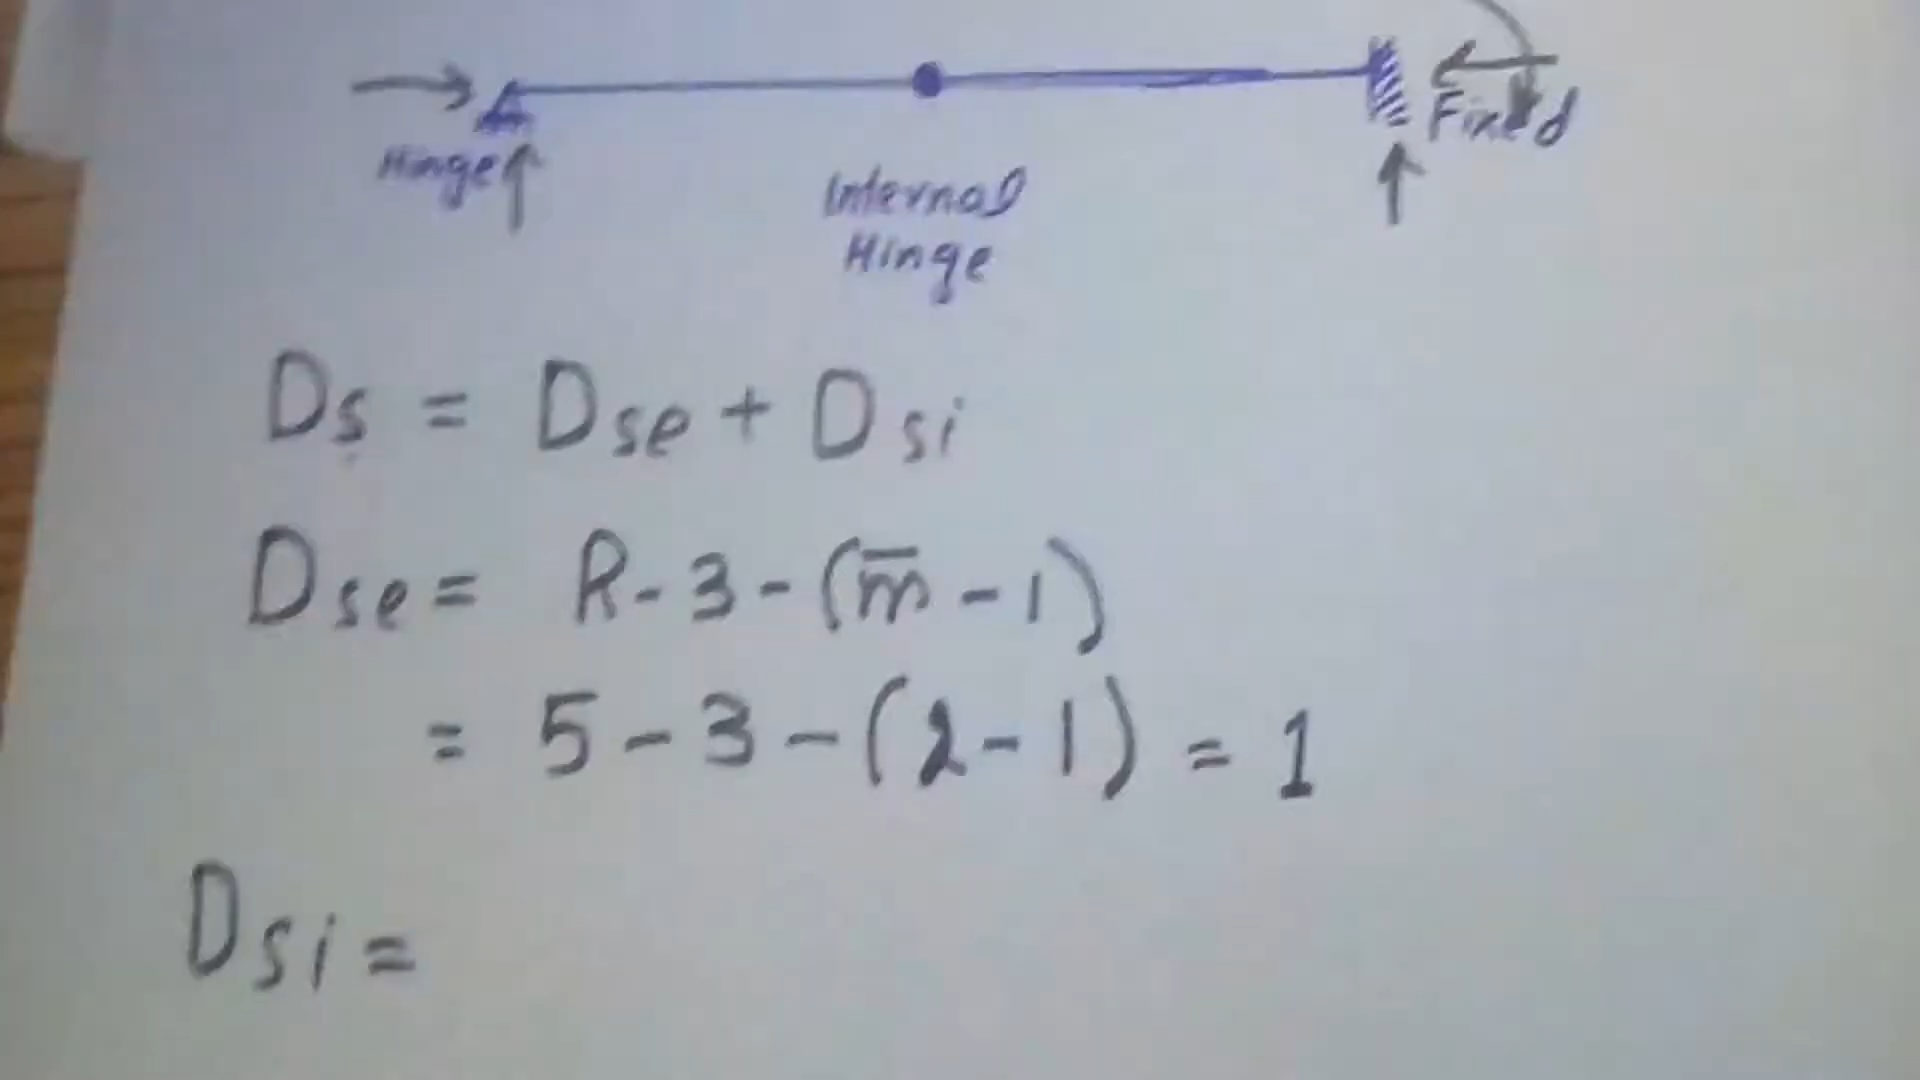 Hinge
Fixed
Internal
Hinge
Ds = Dse + Dsi
Dse = R - 3 - (m̅ - 1)
= 5 - 3 - (2 - 1) = 1
Dsi =